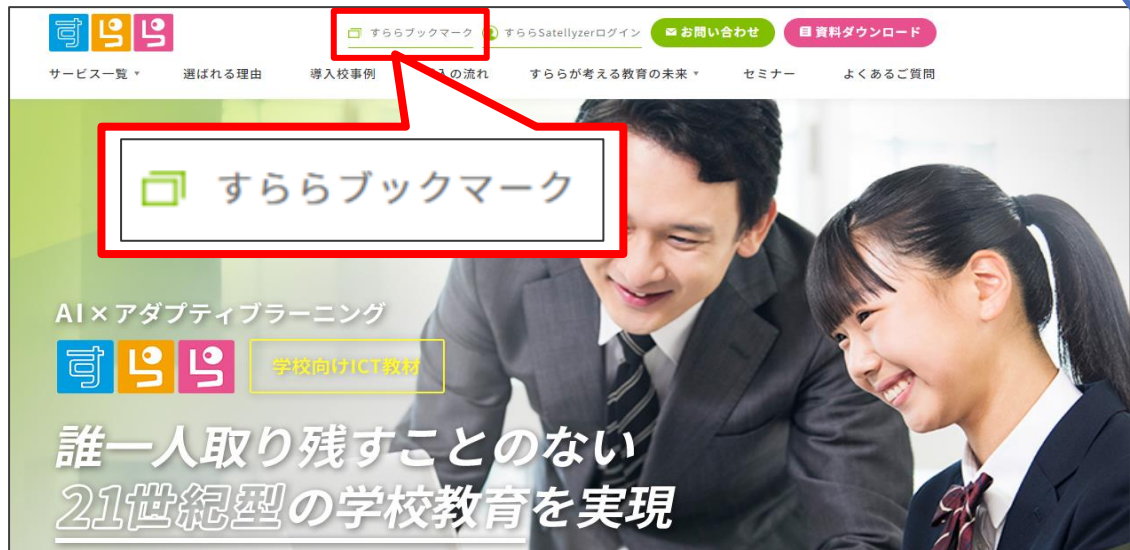 すらら
すららブックマーク すららSatellyzerログイン お問い合わせ 資料ダウンロード
サービス一覧 選ばれる理由 導入校事例 入の流れ すららが考える教育の未来 セミナー よくあるご質問
すららブックマーク
AI×アダプティブラーニング
すらら 学校向けICT教材
誰一人取り残すことのない
21世紀型の学校教育を実現